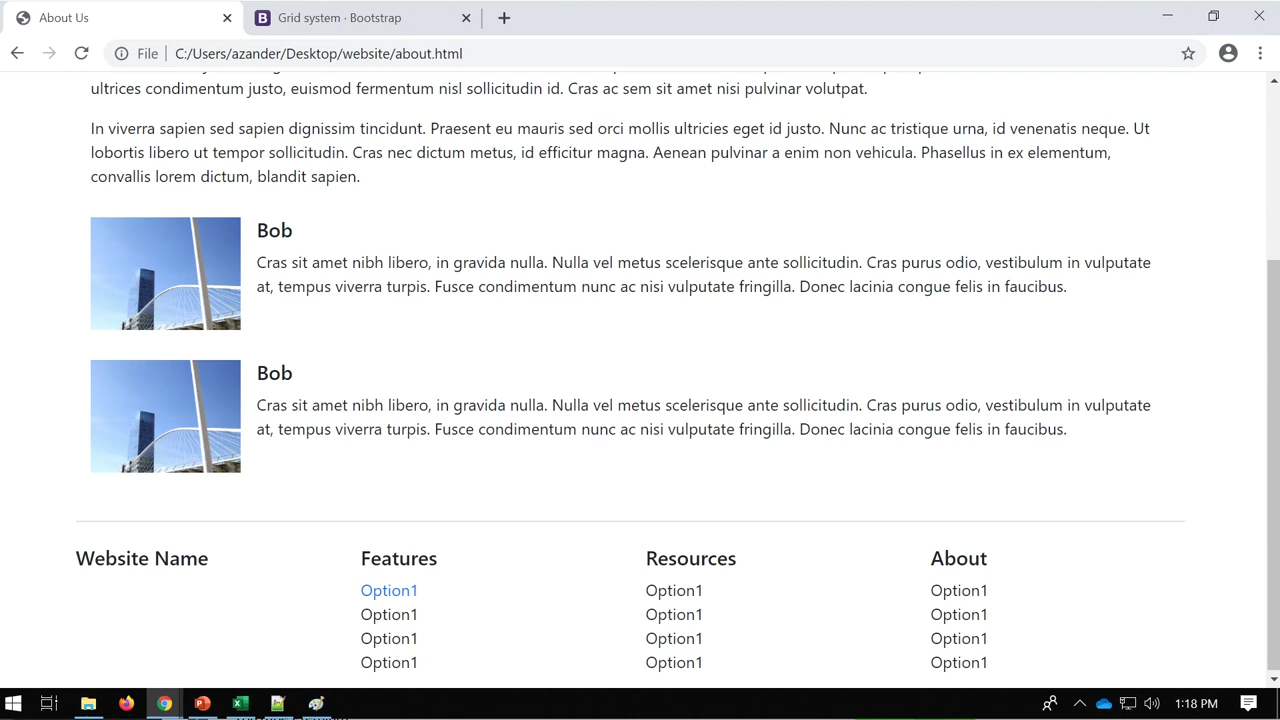 About Us
Grid system · Bootstrap
File
C:/Users/azander/Desktop/website/about.html
ultrices condimentum justo, euismod fermentum nisl sollicitudin id. Cras ac sem sit amet nisi pulvinar volutpat.
In viverra sapien sed sapien dignissim tincidunt. Praesent eu mauris sed orci mollis ultricies eget id justo. Nunc ac tristique urna, id venenatis neque. Ut
lobortis libero ut tempor sollicitudin. Cras nec dictum metus, id efficitur magna. Aenean pulvinar a enim non vehicula. Phasellus in ex elementum,
convallis lorem dictum, blandit sapien.
Bob
Cras sit amet nibh libero, in gravida nulla. Nulla vel metus scelerisque ante sollicitudin. Cras purus odio, vestibulum in vulputate
at, tempus viverra turpis. Fusce condimentum nunc ac nisi vulputate fringilla. Donec lacinia congue felis in faucibus.
Bob
Cras sit amet nibh libero, in gravida nulla. Nulla vel metus scelerisque ante sollicitudin. Cras purus odio, vestibulum in vulputate
at, tempus viverra turpis. Fusce condimentum nunc ac nisi vulputate fringilla. Donec lacinia congue felis in faucibus.
Website Name
Features
Option1
Option1
Option1
Option1
Resources
Option1
Option1
Option1
Option1
About
Option1
Option1
Option1
Option1
1:18 PM